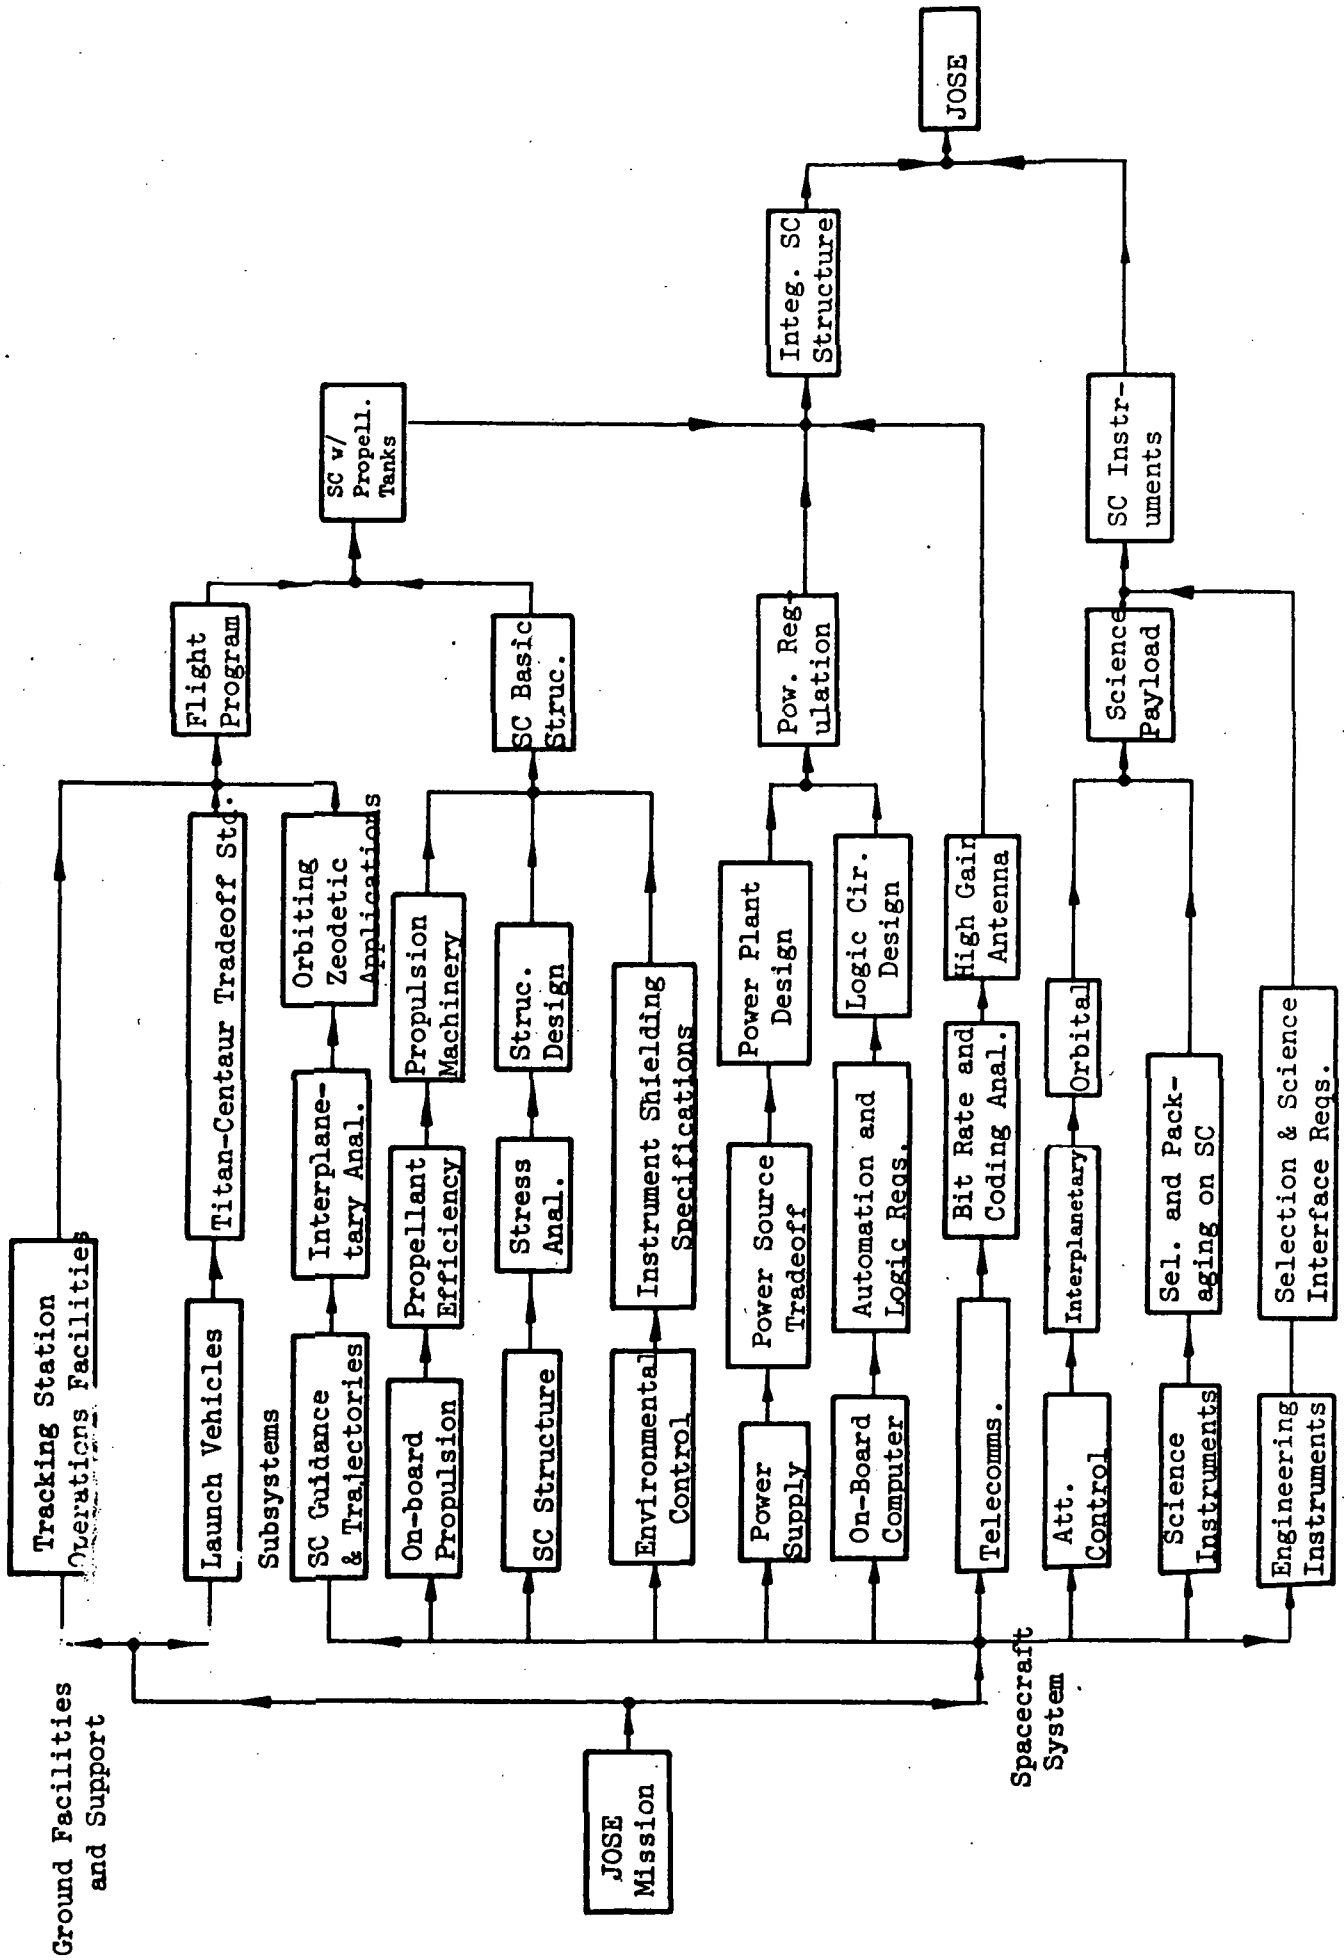 Ground Facilities
and Support
JOSE
Mission
Spacecraft
System
Tracking Station
Operations Facilities
Launch Vehicles
Titan-Centaur Tradeoff Std.
Subsystems
SC Guidance
& Trajectories
Interplane-
tary Anal.
Orbiting
Zeodetic
Applications
Flight
Program
On-board
Propulsion
Propellant
Efficiency
Propulsion
Machinery
SC Structure
Stress
Anal.
Struc.
Design
SC Basic
Struc.
SC w/
Propell.
Tanks
Environmental
Control
Instrument Shielding
Specifications
Power
Supply
Power Source
Tradeoff
Power Plant
Design
Pow. Reg-
ulation
On-Board
Computer
Automation and
Logic Reqs.
Logic Cir.
Design
Telecomms.
Bit Rate and
Coding Anal.
High Gain
Antenna
Integ. SC
Structure
Att.
Control
Interplanetary
Orbital
Science
Payload
Science
Instruments
Sel. and Pack-
aging on SC
SC Instr-
uments
Engineering
Instruments
Selection & Science
Interface Reqs.
JOSE